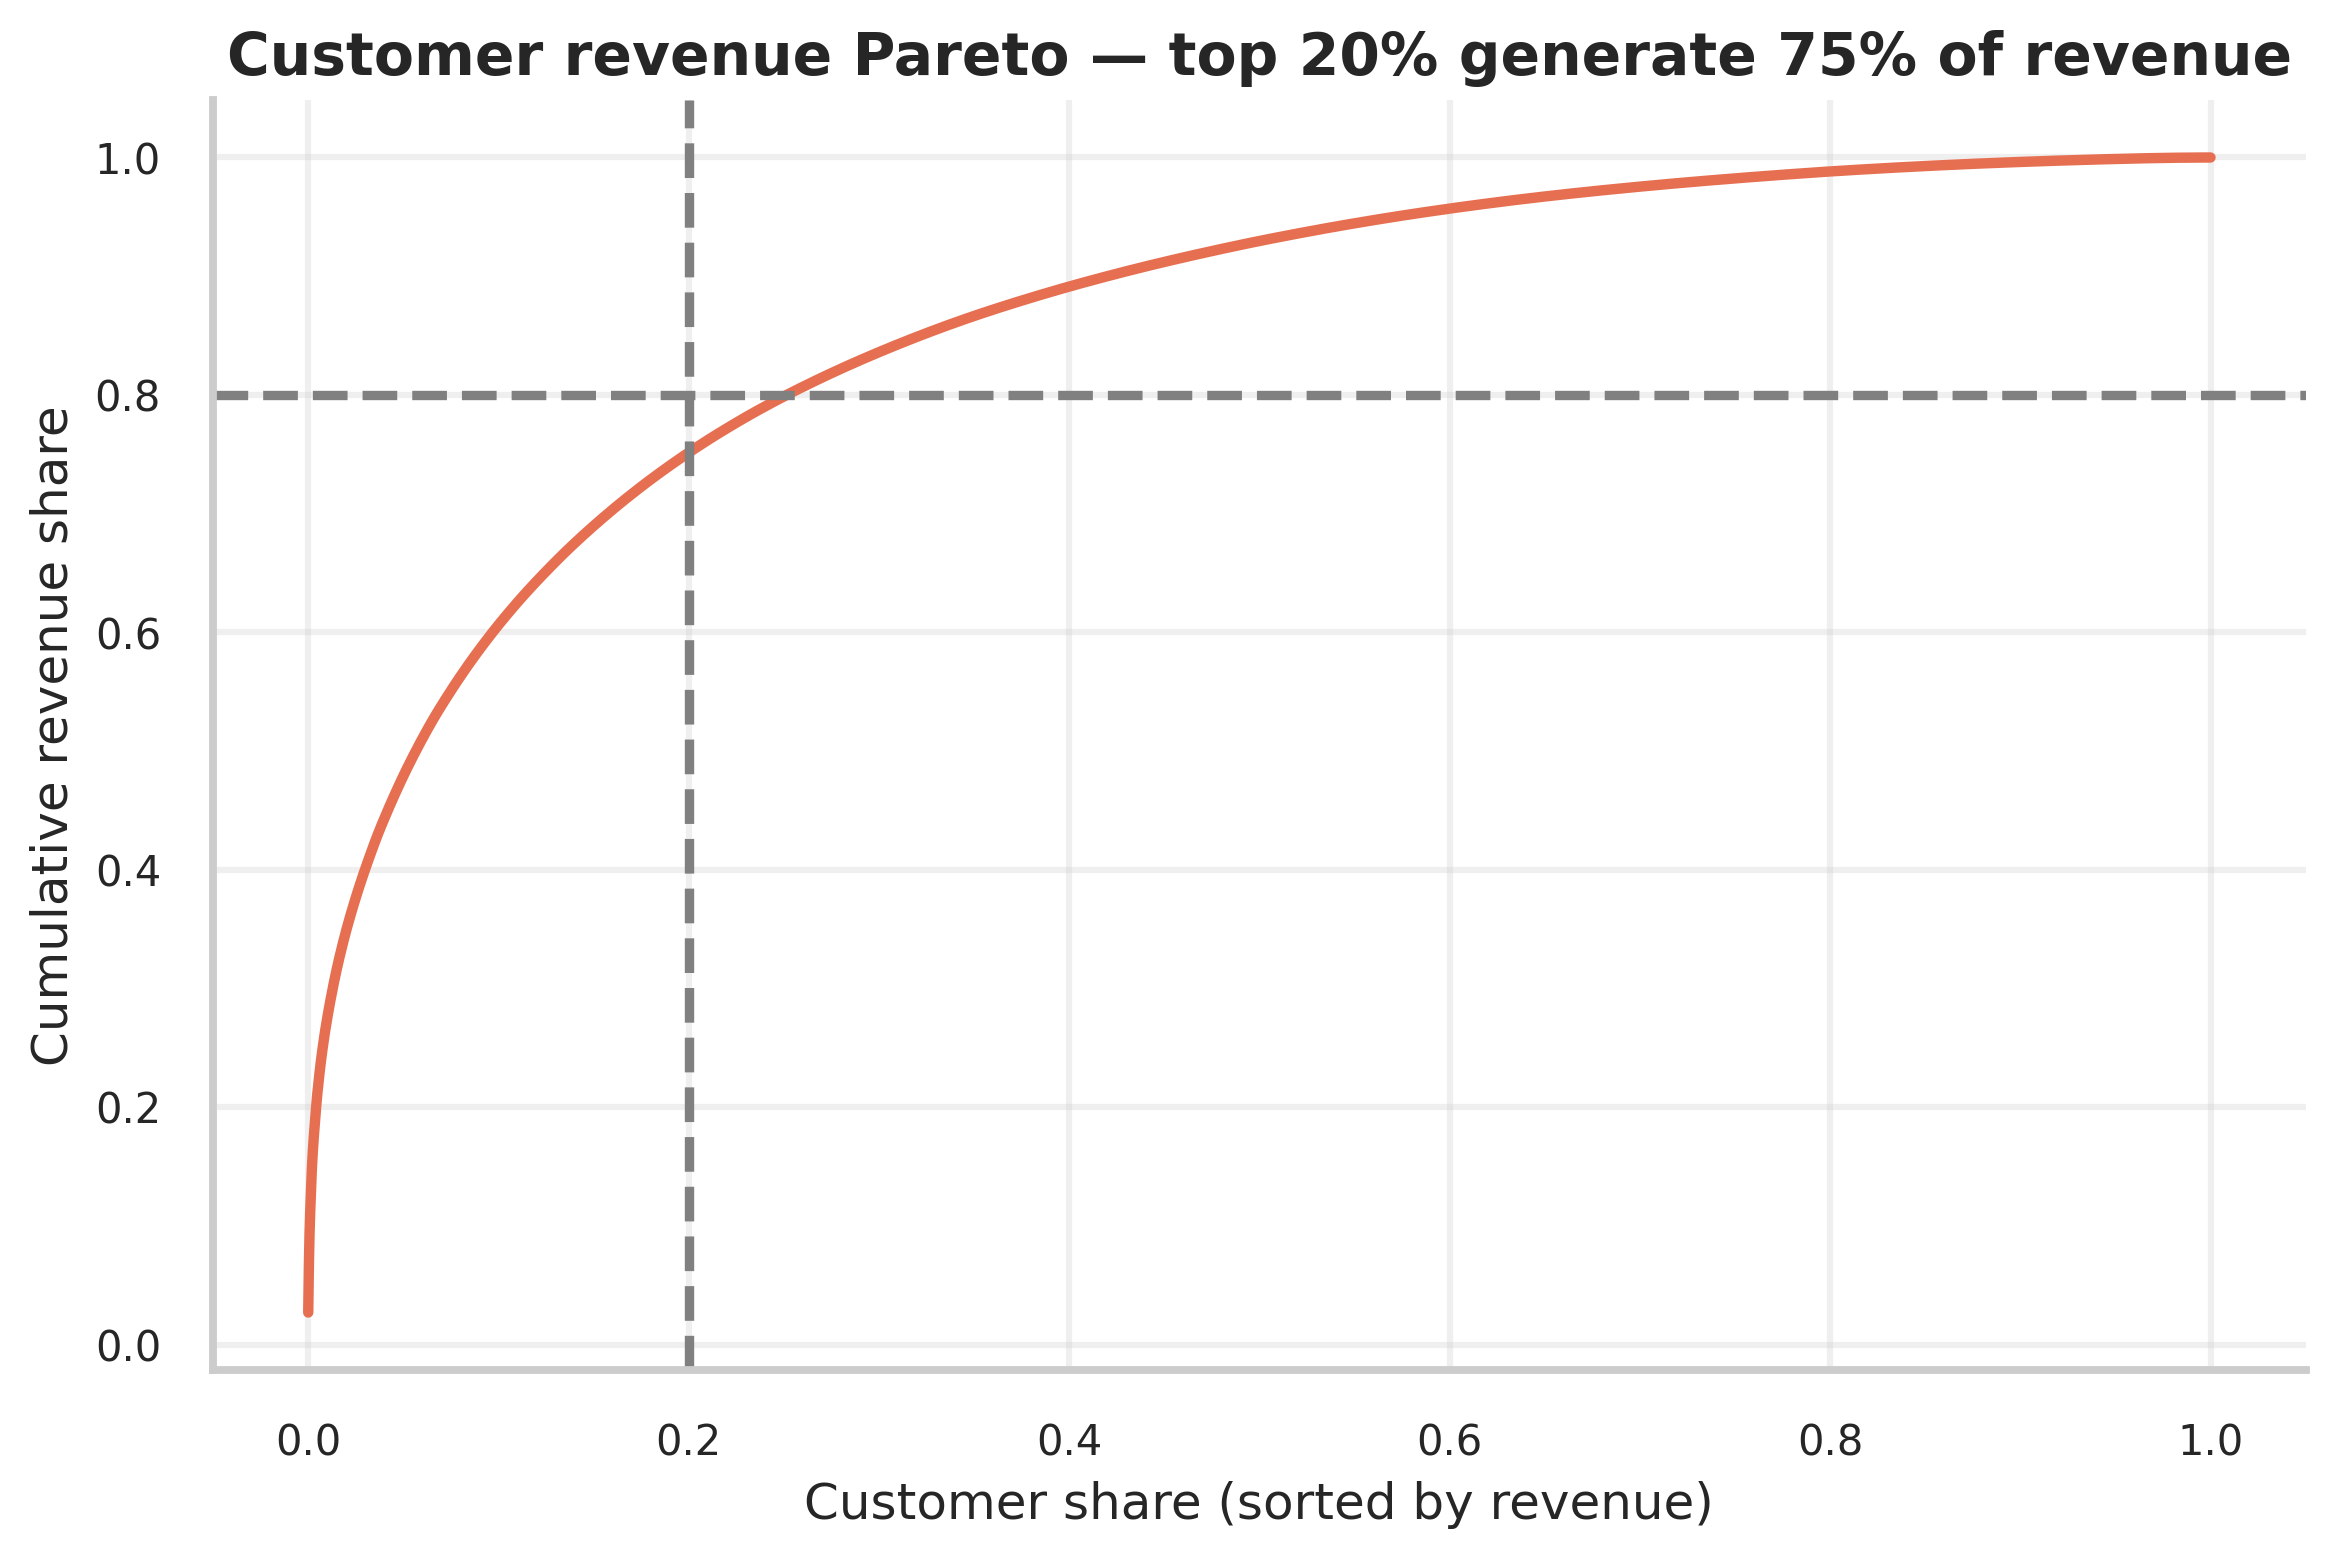 Customer revenue Pareto — top 20% generate 75% of revenue
Cumulative revenue share
1.0
0.8
0.6
0.4
0.2
0.0
0.0 0.2 0.4 0.6 0.8 1.0
Customer share (sorted by revenue)